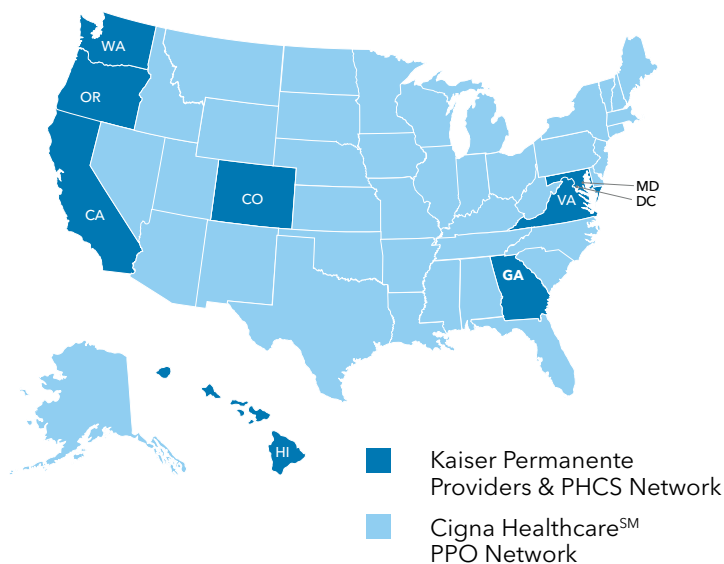 WA
OR
CA
CO
MD
DC
VA
GA
HI
Kaiser Permanente
Providers & PHCS Network
Cigna Healthcare℠
PPO Network